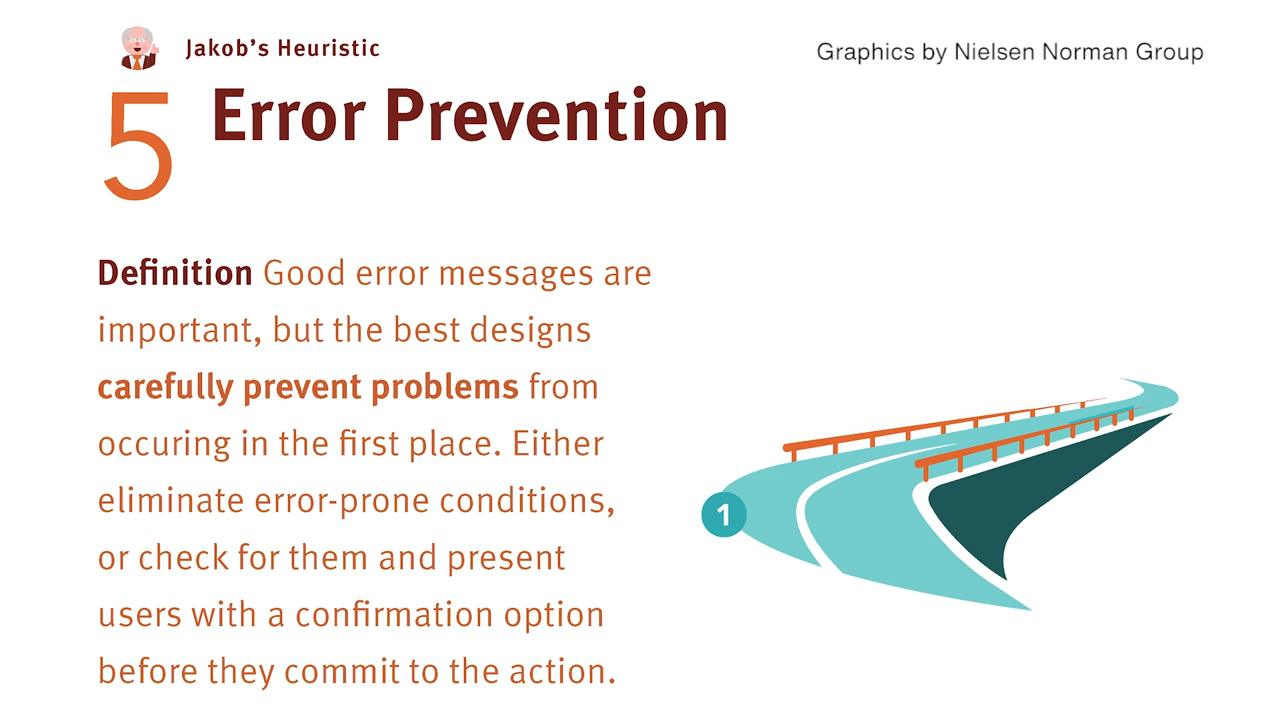 Jakob's Heuristic
Graphics by Nielsen Norman Group
5 Error Prevention
Definition Good error messages are
important, but the best designs
carefully prevent problems from
occuring in the first place. Either
eliminate error-prone conditions,
or check for them and present
users with a confirmation option
before they commit to the action.
1